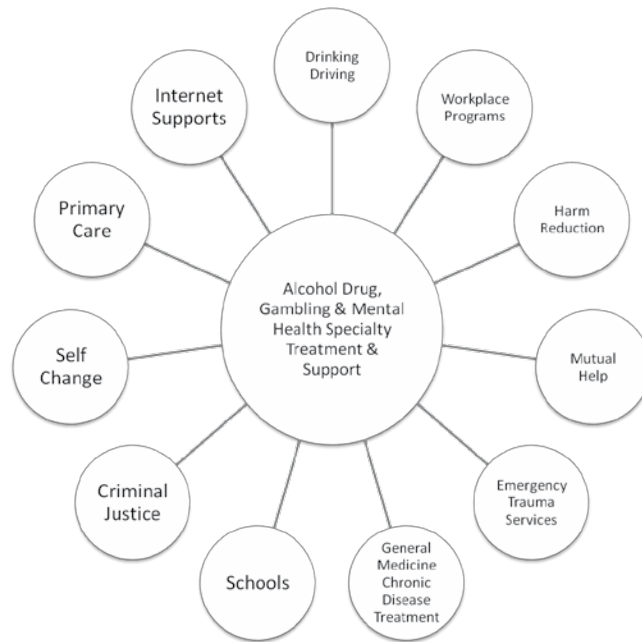 Drinking
Driving
Workplace
Programs
Harm
Reduction
Mutual
Help
Emergency
Trauma
Services
General
Medicine
Chronic
Disease
Treatment
Schools
Criminal
Justice
Self
Change
Primary
Care
Internet
Supports
Alcohol Drug,
Gambling & Mental
Health Specialty
Treatment &
Support